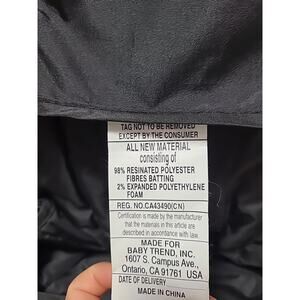 TAG NOT TO BE REMOVED
EXCEPT BY THE CONSUMER
ALL NEW MATERIAL
consisting of
98% RESINATED POLYESTER
FIBRES BATTING
2% EXPANDED POLYETHYLENE
FOAM
REG. NO.CA43490(CN)
Certification is made by the manufacturer
that the materials in this article are
described in accordance with law.
MADE FOR
BABY TREND, INC.
1607 S. Campus Ave.,
Ontario, CA 91761 USA
MADE IN CHINA